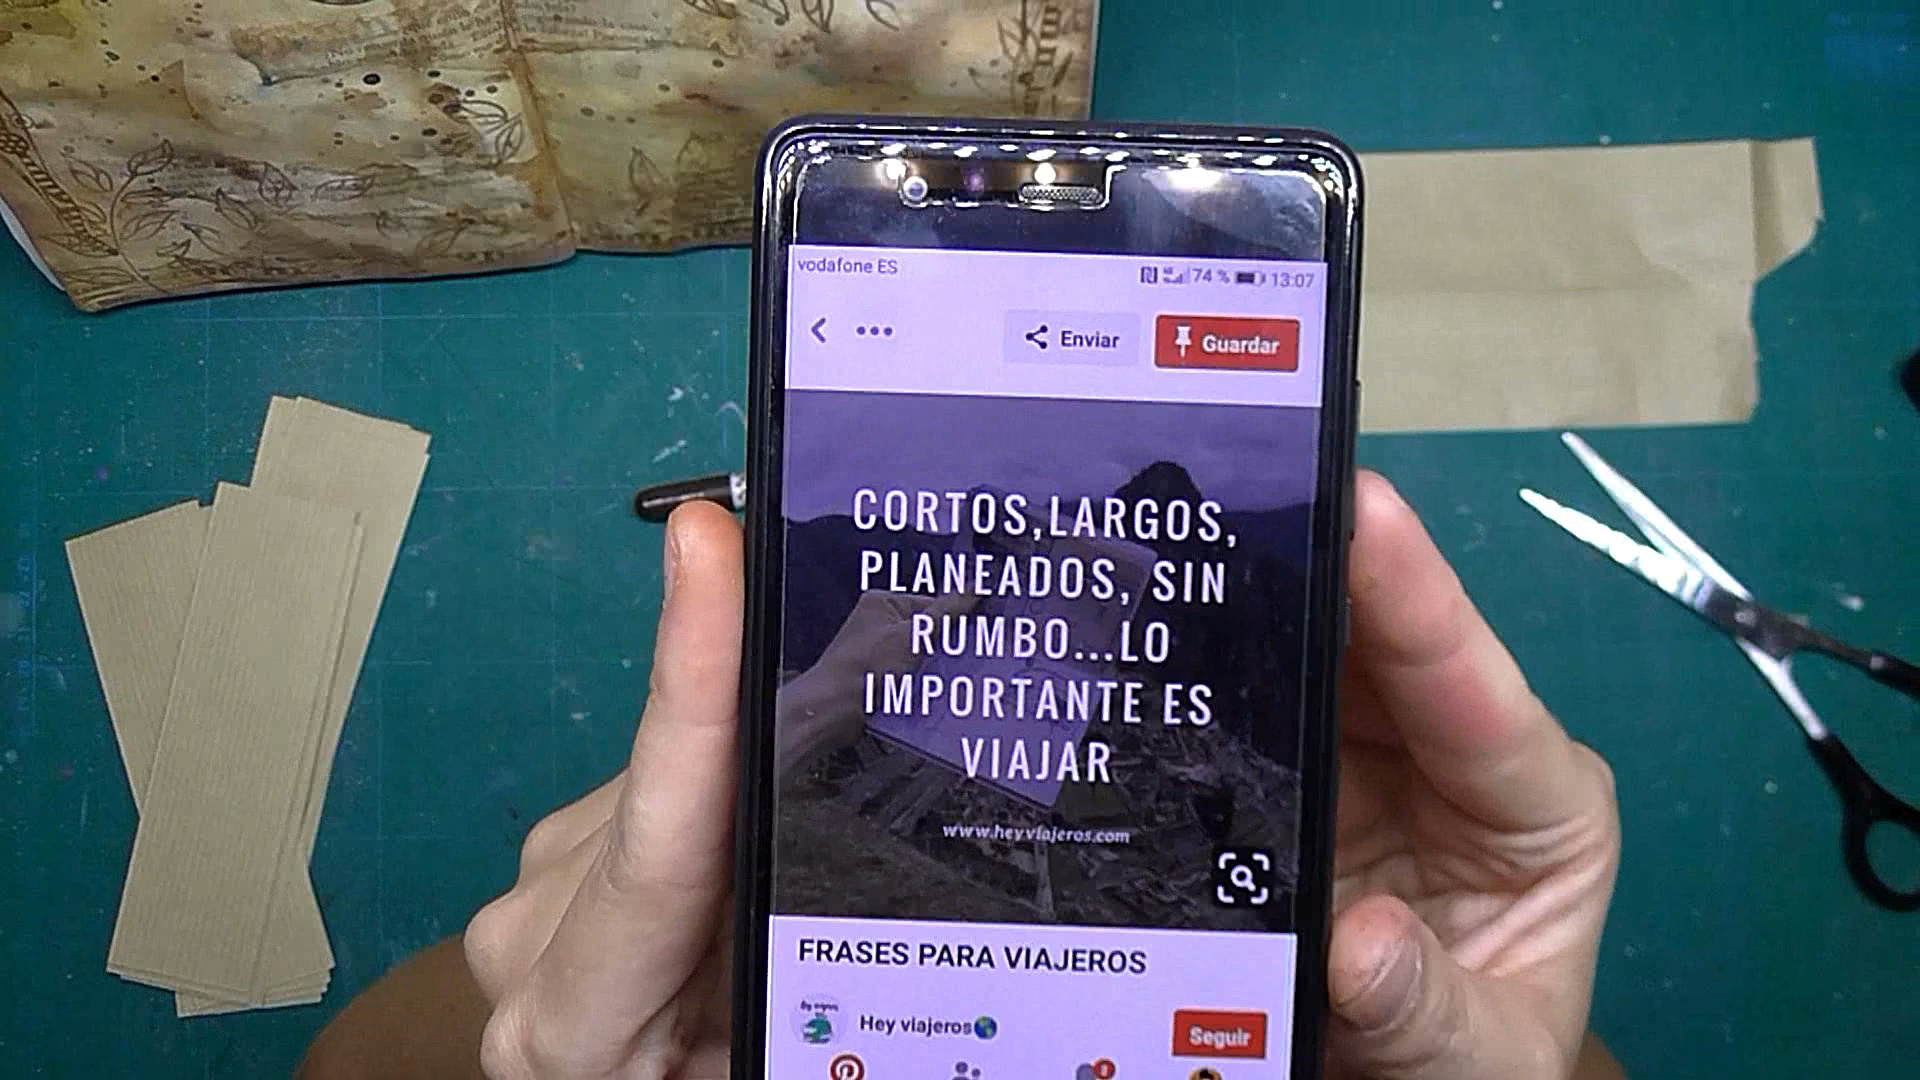 vodafone ES
74 % 13:07
Enviar
Guardar
CORTOS,LARGOS,
PLANEADOS, SIN
RUMBO...LO
IMPORTANTE ES
VIAJAR
www.heyviajeros.com
FRASES PARA VIAJEROS
Hey viajeros
Seguir